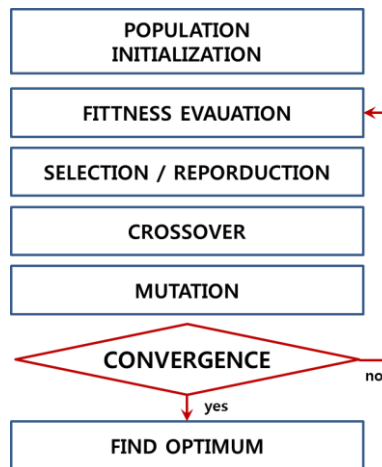 POPULATION
INITIALIZATION
FITTNESS EVAUATION
SELECTION / REPORDUCTION
CROSSOVER
MUTATION
CONVERGENCE
no
yes
FIND OPTIMUM